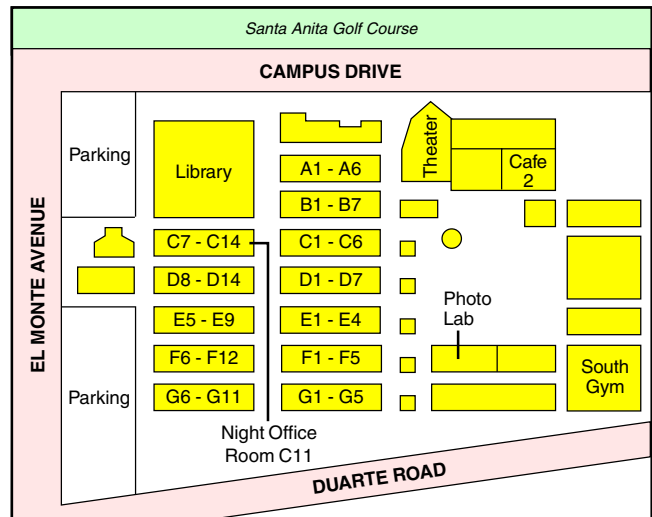 Santa Anita Golf Course
CAMPUS DRIVE
EL MONTE AVENUE
Parking
Library
A1 - A6
B1 - B7
Theater
Cafe
2
C7 - C14
C1 - C6
D8 - D14
D1 - D7
Photo
Lab
E5 - E9
E1 - E4
F6 - F12
F1 - F5
South
Gym
Parking
G6 - G11
G1 - G5
Night Office
Room C11
DUARTE ROAD